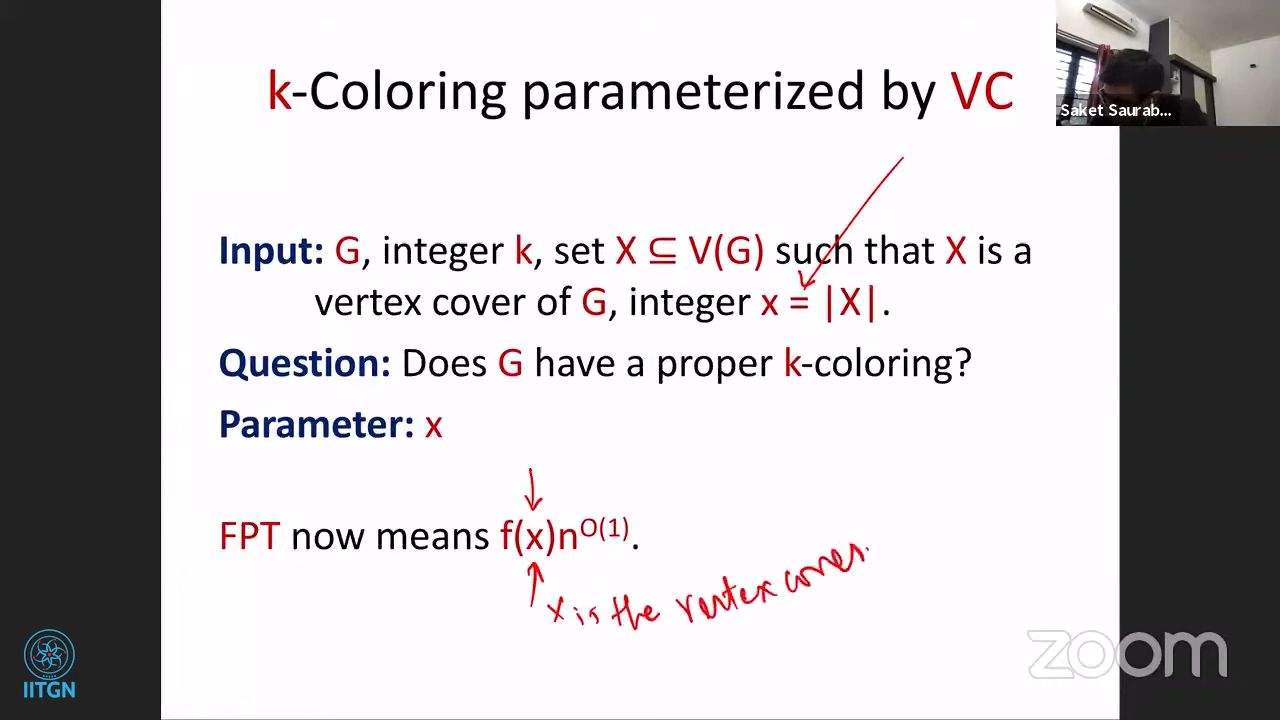 k-Coloring parameterized by VC
Saket Saurab...
Input: G, integer k, set X ⊆ V(G) such that X is a
vertex cover of G, integer x = |X|.
Question: Does G have a proper k-coloring?
Parameter: x
FPT now means f(x)n^O(1).
x is the vertex cover.
zoom
IITGN